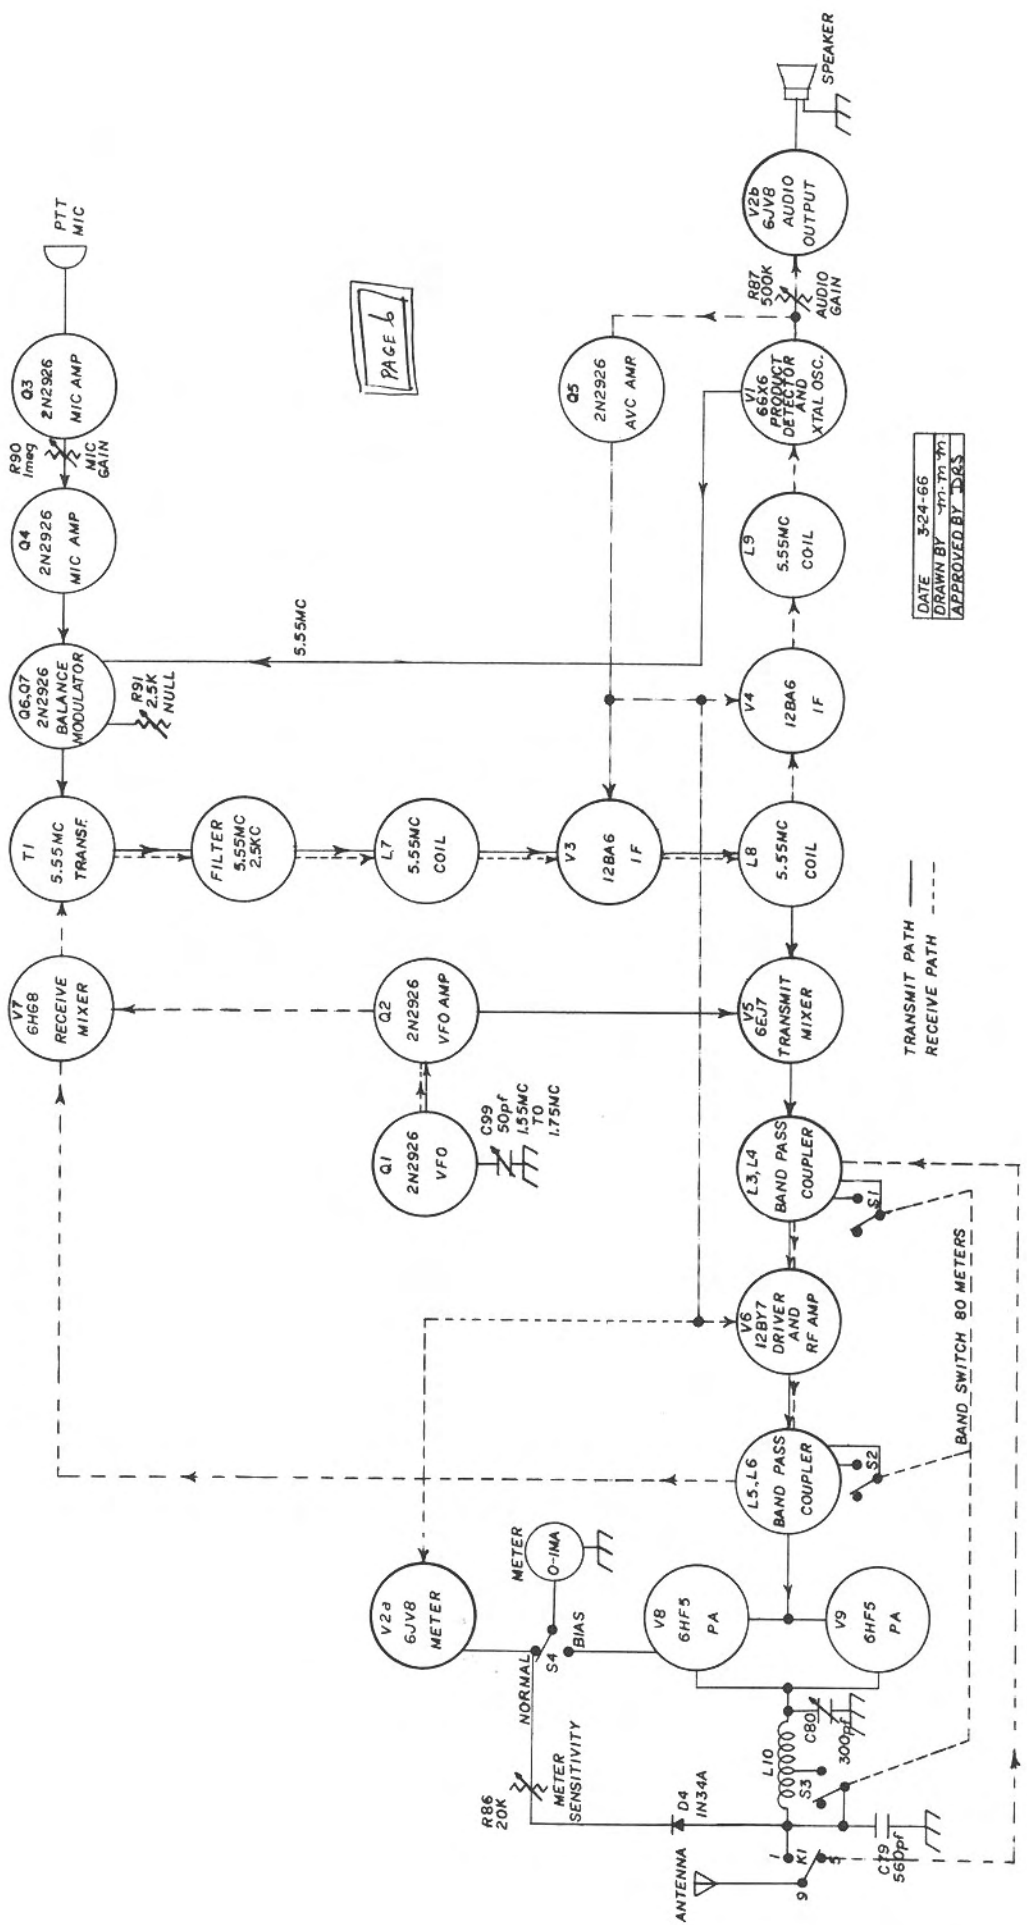 PTT
MIC
Q3
2N2926
MIC AMP
R90
1meg
MIC
GAIN
Q4
2N2926
MIC AMP
Q6,Q7
2N2926
BALANCE
MODULATOR
R91
2.5K
NULL
T1
5.55MC
TRANSF.
V7
6HG8
RECEIVE
MIXER
FILTER
5.55MC
2.5KC
L7
5.55MC
COIL
V3
12BA6
IF
L8
5.55MC
COIL
5.55MC
PAGE 6
Q5
2N2926
AVC AMP.
SPEAKER
V2b
6JV8
AUDIO
OUTPUT
R87
500K
AUDIO
GAIN
V1
6GX6
PRODUCT
DETECTOR
AND
XTAL OSC.
L9
5.55MC
COIL
V4
12BA6
IF
Q2
2N2926
VFO AMP
Q1
2N2926
VFO
C99
50pf
1.55MC
TO
1.75MC
V5
6EJ7
TRANSMIT
MIXER
L3,L4
BAND PASS
COUPLER
S1
V6
12BY7
DRIVER
AND
RF AMP
L5,L6
BAND PASS
COUPLER
S2
BAND SWITCH 80 METERS
V2a
6JV8
METER
METER
0-1MA
NORMAL
S4
BIAS
V8
6HF5
PA
V9
6HF5
PA
R86
20K
METER
SENSITIVITY
D4
1N34A
L10
S3
C80
300pf
C79
560pf
ANTENNA
1
K1
5
9
TRANSMIT PATH
RECEIVE PATH
DATE 3-24-66
DRAWN BY m.m.m.
APPROVED BY DRS